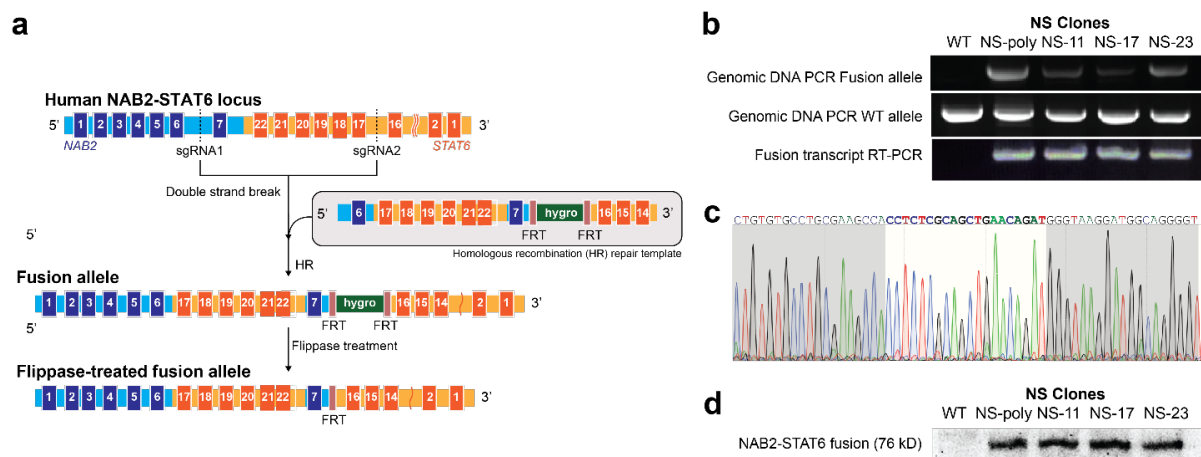 a
Human NAB2-STAT6 locus
5' 1 2 3 4 5 6 7 22 21 20 19 18 17 16 2 1 3'
NAB2 sgRNA1 sgRNA2 STAT6
Double strand break
5' 6 17 18 19 20 21 22 7 hygro 16 15 14 3'
FRT FRT
Homologous recombination (HR) repair template
5'
HR
Fusion allele
1 2 3 4 5 6 17 18 19 20 21 22 7 hygro 16 15 14 2 1 3'
5' FRT FRT
Flippase treatment
Flippase-treated fusion allele
1 2 3 4 5 6 17 18 19 20 21 22 7 16 15 14 2 1 3'
FRT
b
NS Clones
WT NS-poly NS-11 NS-17 NS-23
Genomic DNA PCR Fusion allele
Genomic DNA PCR WT allele
Fusion transcript RT-PCR
c
CTGTGTGCCTGCGAAGCCACCTCTCGCAGCTGAACAGATGGGTAAGGATGGCAGGGGT
d
NS Clones
WT NS-poly NS-11 NS-17 NS-23
NAB2-STAT6 fusion (76 kD)